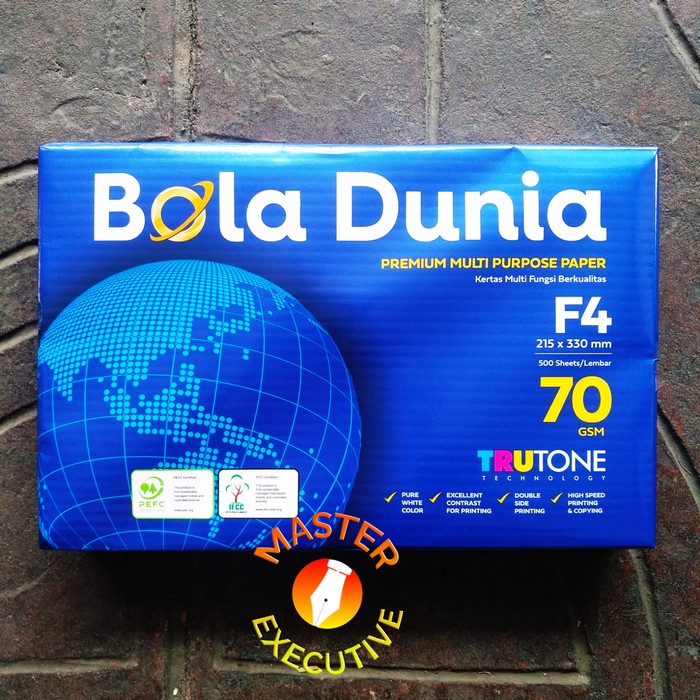 Bola Dunia
PREMIUM MULTI PURPOSE PAPER
Kertas Multi Fungsi Berkualitas
F4
215 x 330 mm
500 Sheets/Lembar
70
GSM
TRUTONE
TECHNOLOGY
PURE WHITE COLOR
EXCELLENT CONTRAST FOR PRINTING
DOUBLE SIDE PRINTING
HIGH SPEED PRINTING & COPYING
PEFC
IFCC
MASTER
EXECUTIVE